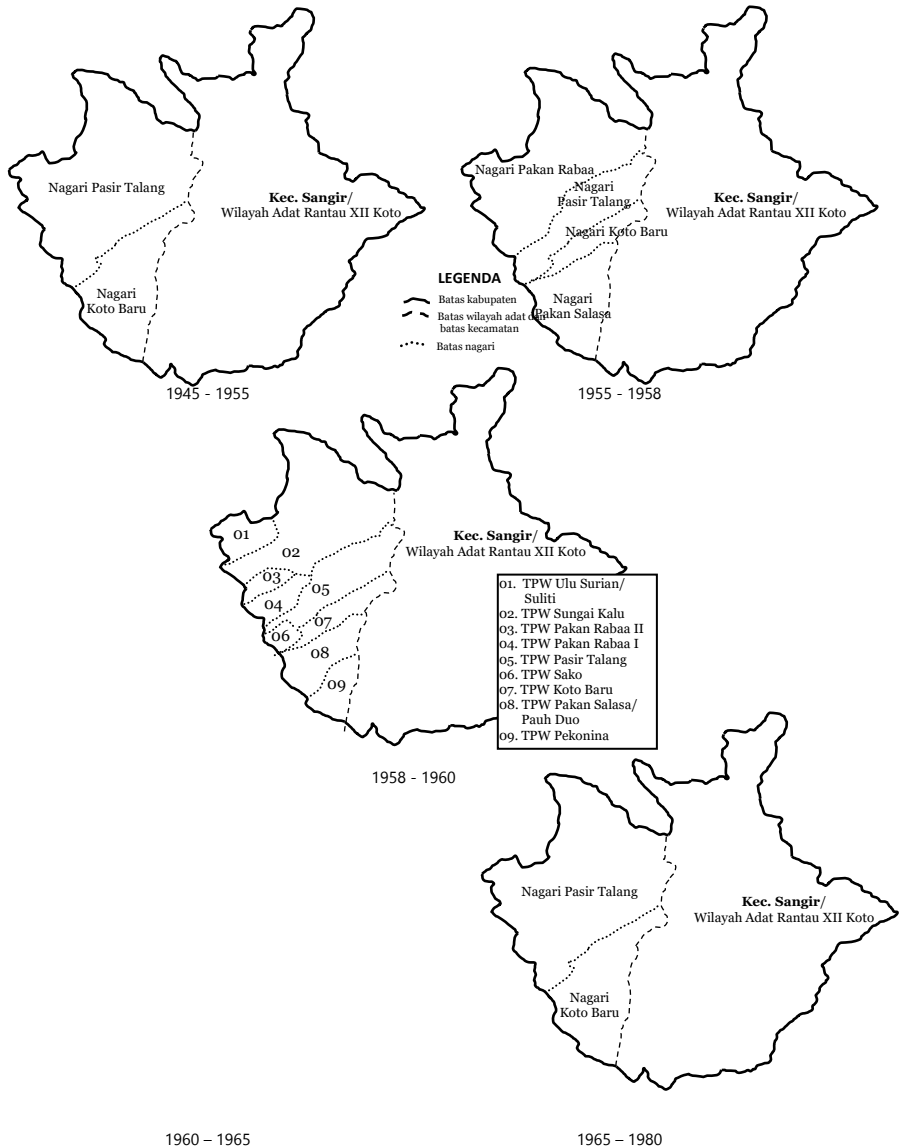 Nagari Pasir Talang
Kec. Sangir/
Wilayah Adat Rantau XII Koto
Nagari
Koto Baru
1945 - 1955
Nagari Pakan Rabaa
Nagari
Pasir Talang
Nagari Koto Baru
Nagari
Pakan Salasa
Kec. Sangir/
Wilayah Adat Rantau XII Koto
1955 - 1958
LEGENDA
Batas kabupaten
Batas wilayah adat dan
batas kecamatan
Batas nagari
01
02
03
04
05
06
07
08
09
Kec. Sangir/
Wilayah Adat Rantau XII Koto
01. TPW Ulu Surian/
Suliti
02. TPW Sungai Kalu
03. TPW Pakan Rabaa II
04. TPW Pakan Rabaa I
05. TPW Pasir Talang
06. TPW Sako
07. TPW Koto Baru
08. TPW Pakan Salasa/
Pauh Duo
09. TPW Pekonina
1958 - 1960
Nagari Pasir Talang
Kec. Sangir/
Wilayah Adat Rantau XII Koto
Nagari
Koto Baru
1960 – 1965
1965 – 1980